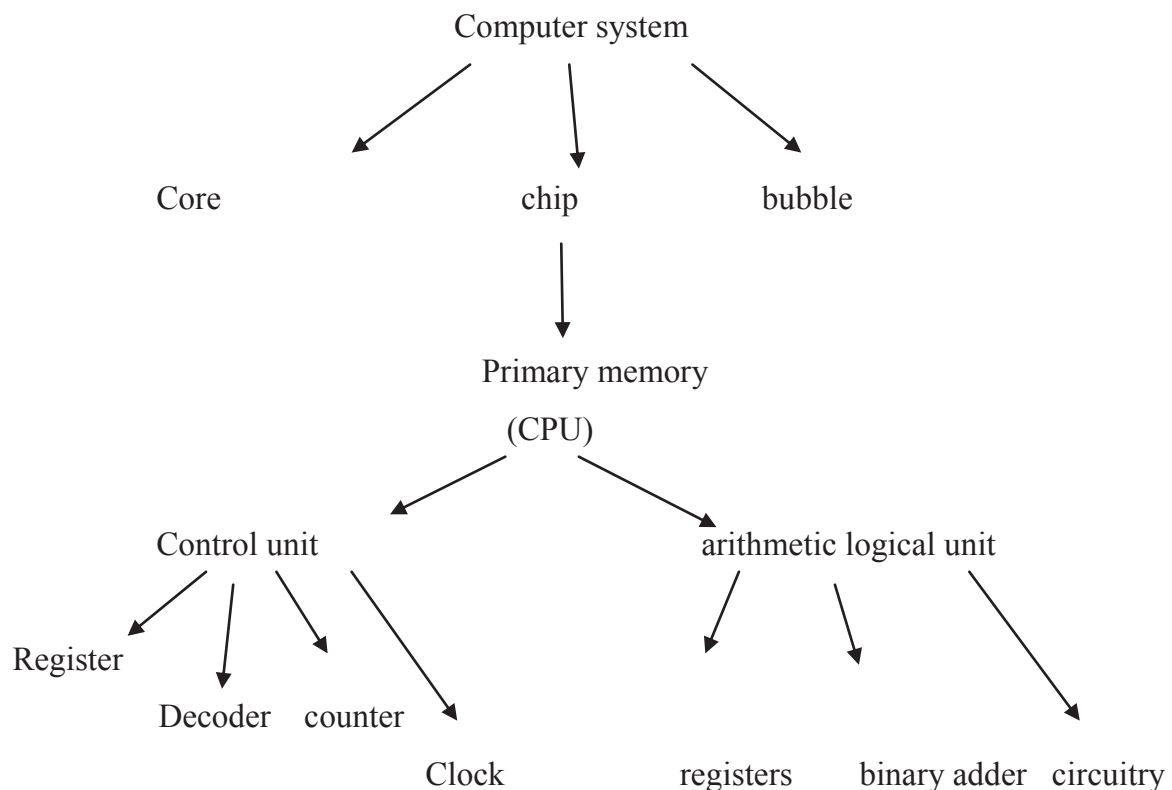 Computer system
Core chip bubble
Primary memory
(CPU)
Control unit arithmetic logical unit
Register
Decoder counter
Clock registers binary adder circuitry